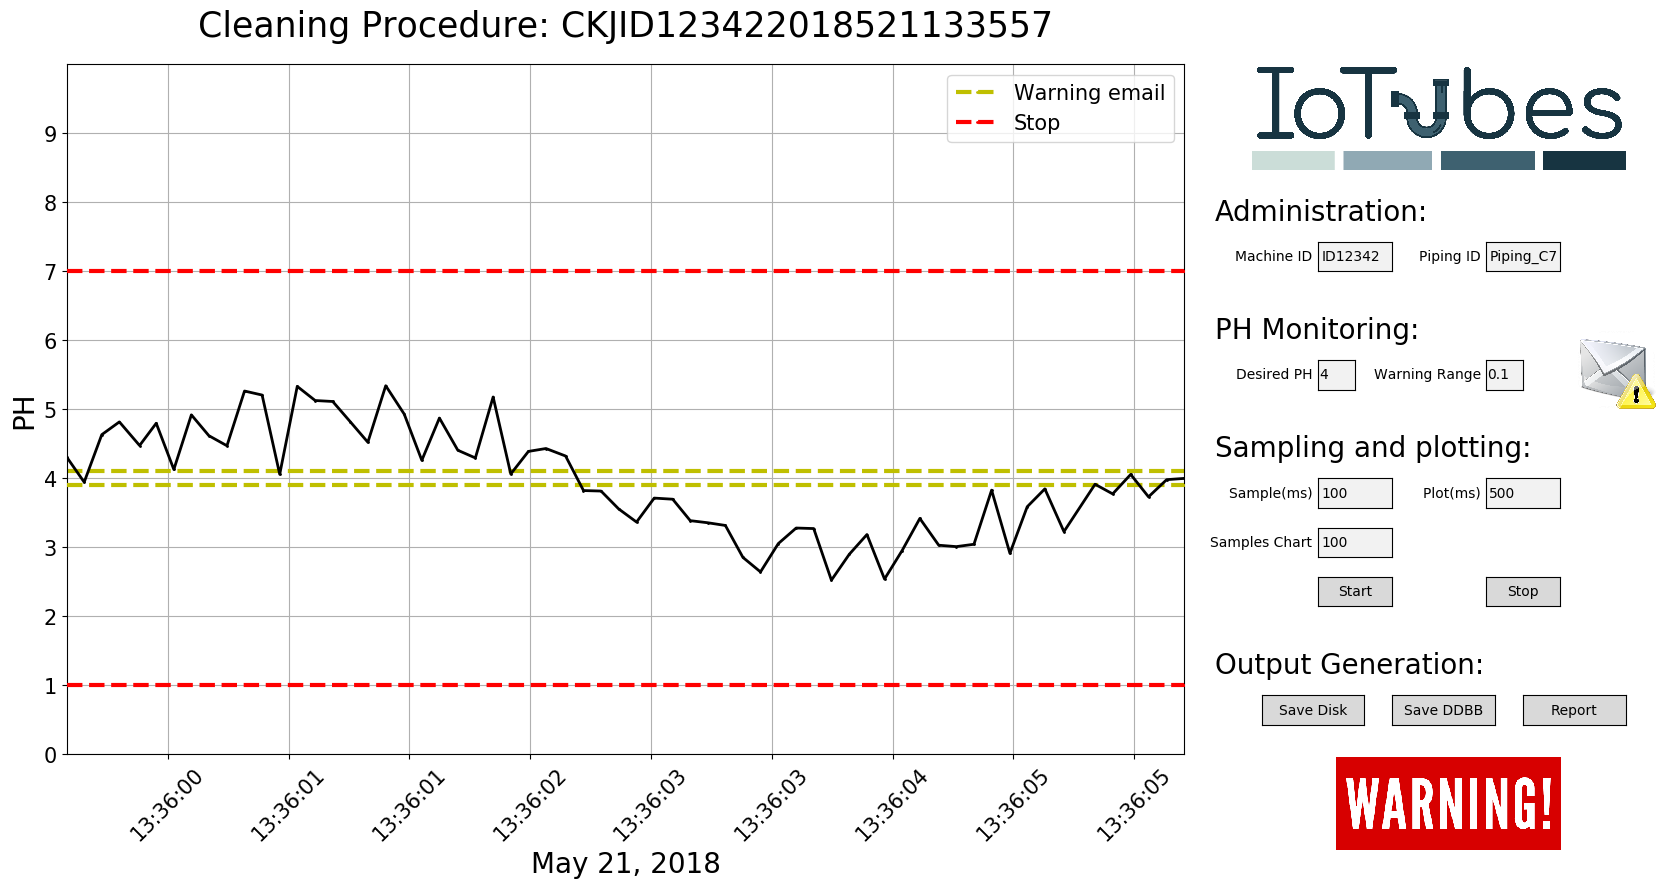 Cleaning Procedure: CKJID123422018521133557
Warning email
Stop
9
8
7
6
5
4
3
2
1
0
PH
13:36:00
13:36:01
13:36:01
13:36:02
13:36:03
13:36:03
13:36:04
13:36:05
13:36:05
May 21, 2018
IoTubes
Administration:
Machine ID ID12342 Piping ID Piping_C7
PH Monitoring:
Desired PH 4 Warning Range 0.1
Sampling and plotting:
Sample(ms) 100 Plot(ms) 500
Samples Chart 100
Start Stop
Output Generation:
Save Disk Save DDBB Report
WARNING!